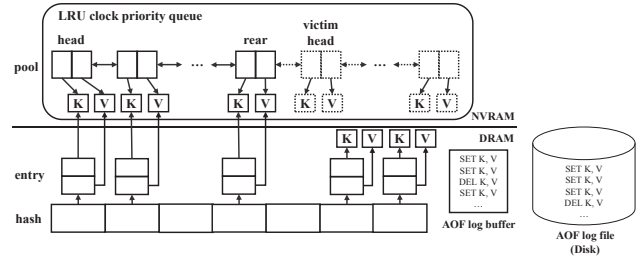 LRU clock priority queue
victim
head
rear
head
pool
...
...
K V K V K V K V K V
NVRAM
DRAM
K V K V
entry
SET K, V
SET K, V
DEL K, V
SET K, V
...
SET K, V
SET K, V
SET K, V
DEL K, V
...
hash
AOF log buffer
AOF log file
(Disk)